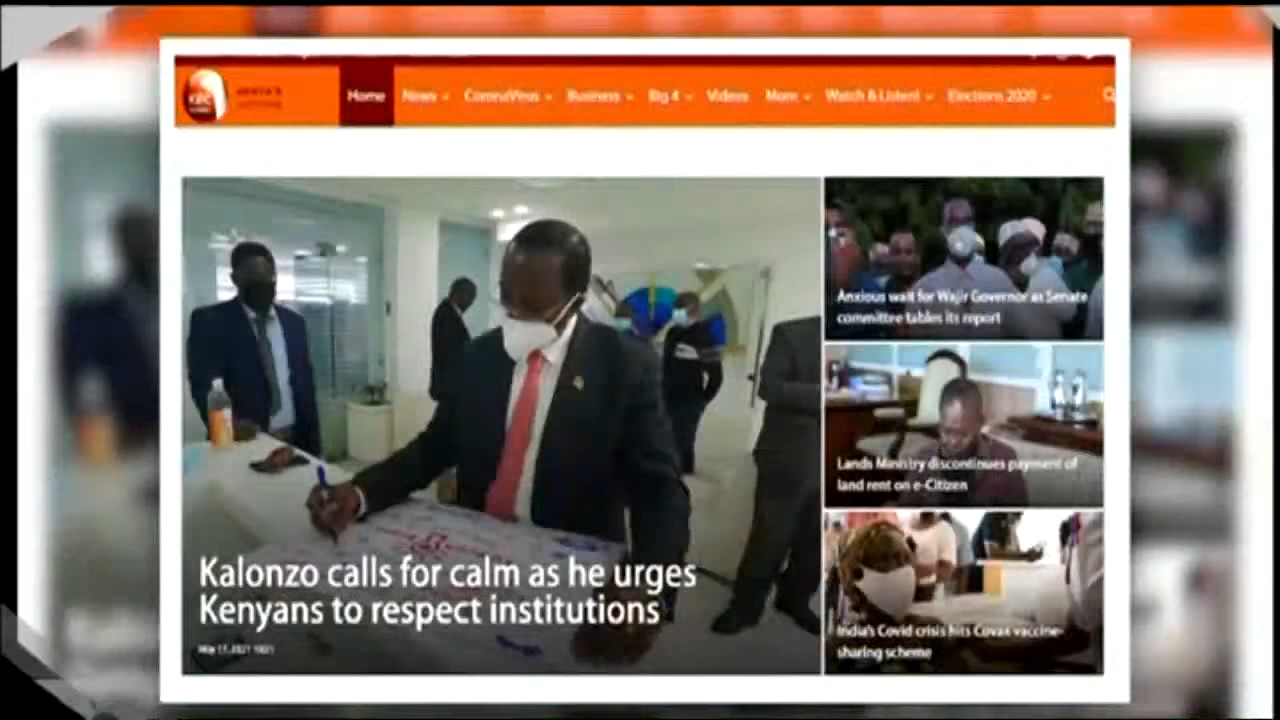 KBC
Home News CoronaVirus Business Big 4 Videos More Watch & Listen! Elections 2020
Kalonzo calls for calm as he urges
Kenyans to respect institutions
Anxious wait for Wajir Governor as Senate
committee tables its report
Lands Ministry discontinues payment of
land rent on e-Citizen
India's Covid crisis hits Covax vaccine-
sharing scheme